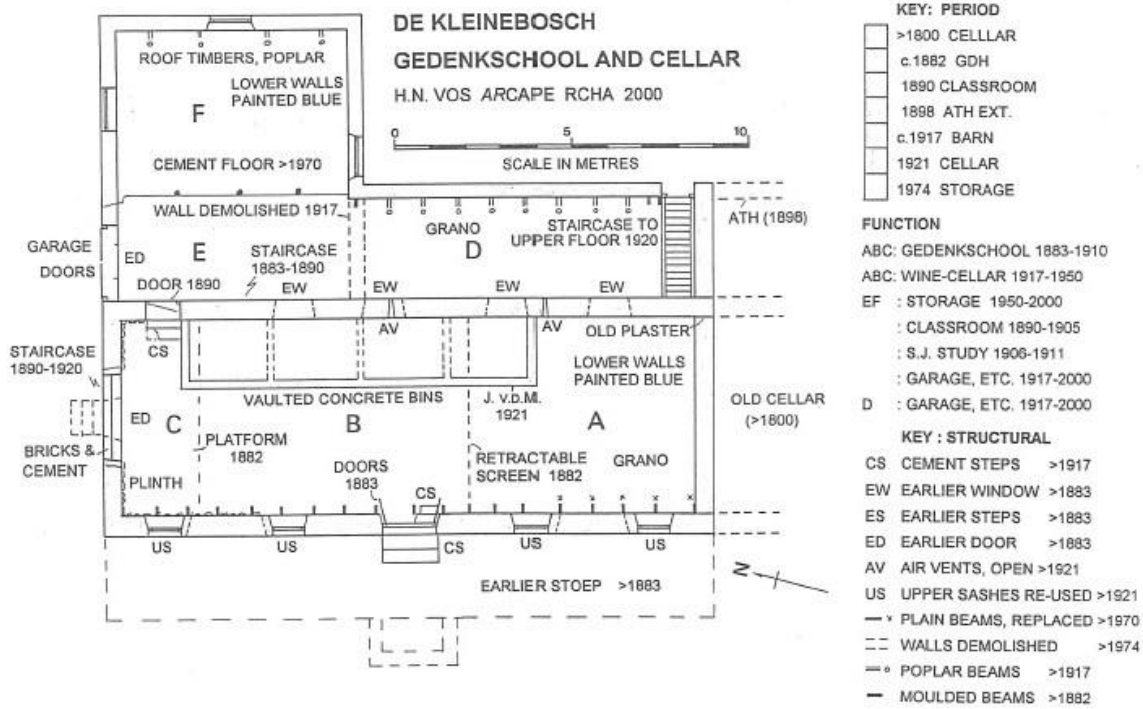 DE KLEINEBOSCH
GEDENKSCHOOL AND CELLAR
H.N. VOS ARCAPE RCHA 2000
0 5 10
SCALE IN METRES
ROOF TIMBERS, POPLAR
LOWER WALLS
PAINTED BLUE
F
CEMENT FLOOR >1970
WALL DEMOLISHED 1917
GRANO
STAIRCASE TO
UPPER FLOOR 1920
D
ATH (1898)
GARAGE
DOORS
ED
E
STAIRCASE
1883-1890
DOOR 1890
EW
EW
EW
EW
AV
AV
OLD PLASTER
CS
STAIRCASE
1890-1920
LOWER WALLS
PAINTED BLUE
VAULTED CONCRETE BINS
J. v.d.M.
1921
OLD CELLAR
(>1800)
ED
C
B
A
PLATFORM
1882
BRICKS &
CEMENT
PLINTH
DOORS
1883
CS
RETRACTABLE
SCREEN 1882
GRANO
US
US
CS
US
US
EARLIER STOEP >1883
N
KEY: PERIOD
>1800 CELLLAR
c.1882 GDH
1890 CLASSROOM
1898 ATH EXT.
c.1917 BARN
1921 CELLAR
1974 STORAGE
FUNCTION
ABC: GEDENKSCHOOL 1883-1910
ABC: WINE-CELLAR 1917-1950
EF : STORAGE 1950-2000
: CLASSROOM 1890-1905
: S.J. STUDY 1906-1911
: GARAGE, ETC. 1917-2000
D : GARAGE, ETC. 1917-2000
KEY : STRUCTURAL
CS CEMENT STEPS >1917
EW EARLIER WINDOW >1883
ES EARLIER STEPS >1883
ED EARLIER DOOR >1883
AV AIR VENTS, OPEN >1921
US UPPER SASHES RE-USED >1921
PLAIN BEAMS, REPLACED >1970
WALLS DEMOLISHED >1974
POPLAR BEAMS >1917
MOULDED BEAMS >1882